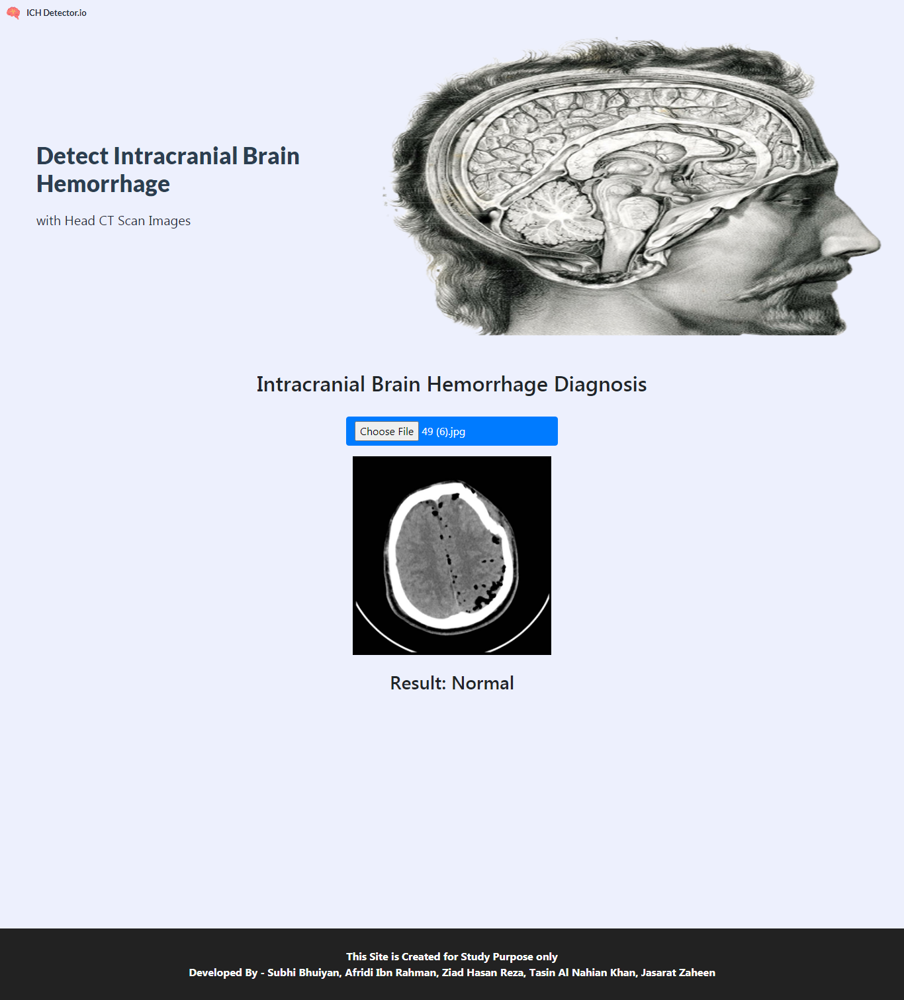 ICH Detector.io
Detect Intracranial Brain
Hemorrhage
with Head CT Scan Images
Intracranial Brain Hemorrhage Diagnosis
Choose File 49 (6).jpg
Result: Normal
This Site is Created for Study Purpose only
Developed By - Subhi Bhuiyan, Afridi Ibn Rahman, Ziad Hasan Reza, Tasin Al Nahian Khan, Jasarat Zaheen